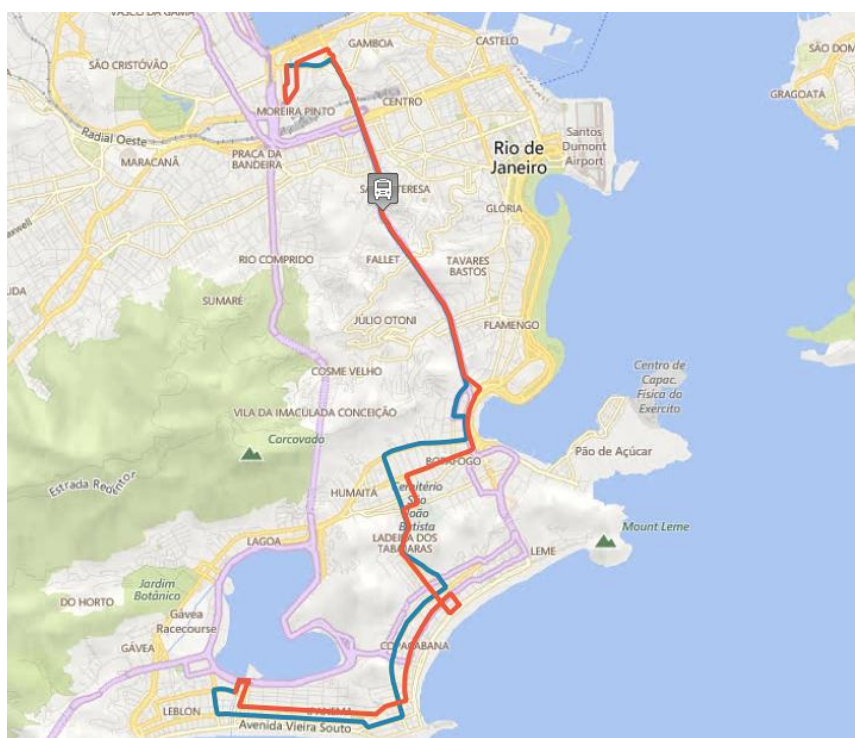 VASCO DA GAMA
GAMBOA
CASTELO
SÃO CRISTÓVÃO
SÃO DOM
GRAGOATÁ
MOREIRA PINTO
CENTRO
Radial Oeste
MARACANÃ
PRAÇA DA
BANDEIRA
Rio de
Janeiro
Santos
Dumont
Airport
GLÓRIA
RIO COMPRIDO
FALLET
TAVARES
BASTOS
SUMARÉ
JÚLIO OTONI
FLAMENGO
COSME VELHO
Centro de
Capac.
Física do
Exercito
VILA DA IMACULADA CONCEIÇÃO
Corcovado
Pão de Açúcar
BOTAFOGO
Estrada Redentor
HUMAITÁ
Cemitério
São
João
Batista
Mount Leme
LADEIRA DOS
TABAJARAS
LEME
LAGOA
Jardim
Botânico
DO HORTO
Gávea
Racecourse
GÁVEA
COPACABANA
LEBLON
IPANEMA
Avenida Vieira Souto